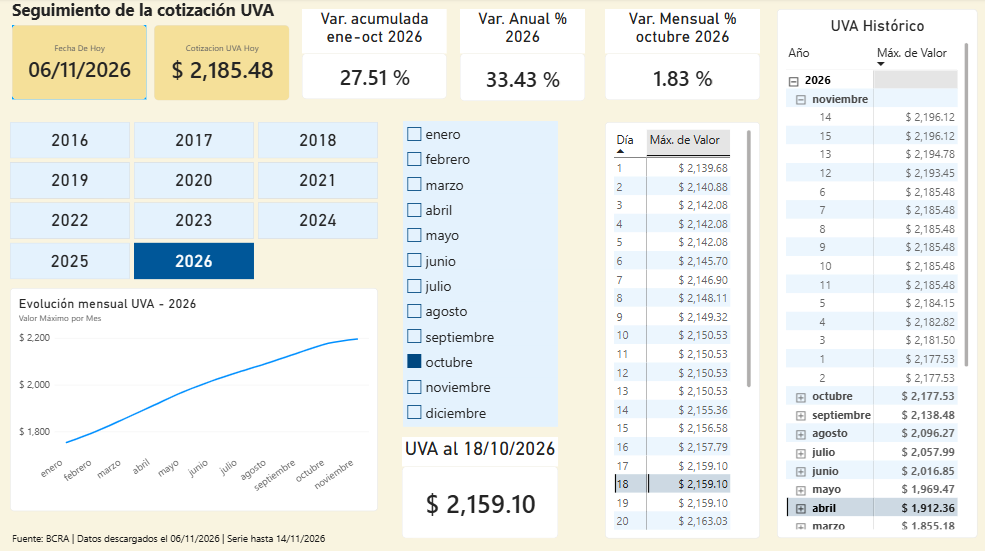 Seguimiento de la cotización UVA
Fecha De Hoy
06/11/2026
Cotizacion UVA Hoy
$ 2,185.48
Var. acumulada
ene-oct 2026
27.51 %
Var. Anual %
2026
33.43 %
Var. Mensual %
octubre 2026
1.83 %
2016 2017 2018
2019 2020 2021
2022 2023 2024
2025 2026
Evolución mensual UVA - 2026
Valor Máximo por Mes
$ 2,200
$ 2,000
$ 1,800
enero febrero marzo abril mayo junio julio agosto septiembre octubre noviembre
enero
febrero
marzo
abril
mayo
junio
julio
agosto
septiembre
octubre
noviembre
diciembre
UVA al 18/10/2026
$ 2,159.10
Día Máx. de Valor
1 $ 2,139.68
2 $ 2,140.88
3 $ 2,142.08
4 $ 2,142.08
5 $ 2,142.08
6 $ 2,145.70
7 $ 2,146.90
8 $ 2,148.11
9 $ 2,149.32
10 $ 2,150.53
11 $ 2,150.53
12 $ 2,150.53
13 $ 2,150.53
14 $ 2,155.36
15 $ 2,156.58
16 $ 2,157.79
17 $ 2,159.10
18 $ 2,159.10
19 $ 2,159.10
20 $ 2,163.03
UVA Histórico
Año Máx. de Valor
2026
noviembre
14 $ 2,196.12
15 $ 2,196.12
13 $ 2,194.78
12 $ 2,193.45
6 $ 2,185.48
7 $ 2,185.48
8 $ 2,185.48
9 $ 2,185.48
10 $ 2,185.48
11 $ 2,185.48
5 $ 2,184.15
4 $ 2,182.82
3 $ 2,181.50
1 $ 2,177.53
2 $ 2,177.53
octubre $ 2,177.53
septiembre $ 2,138.48
agosto $ 2,096.27
julio $ 2,057.99
junio $ 2,016.85
mayo $ 1,969.47
abril $ 1,912.36
marzo $ 1,855.18
Fuente: BCRA | Datos descargados el 06/11/2026 | Serie hasta 14/11/2026